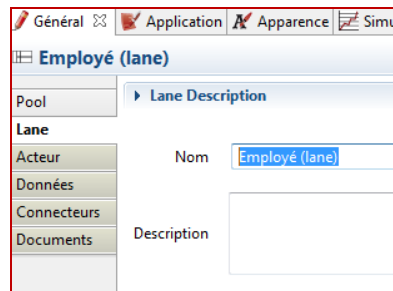 Général Application Apparence Simu
Employé (lane)
Pool
Lane Description
Lane
Acteur
Nom Employé (lane)
Données
Connecteurs
Documents
Description